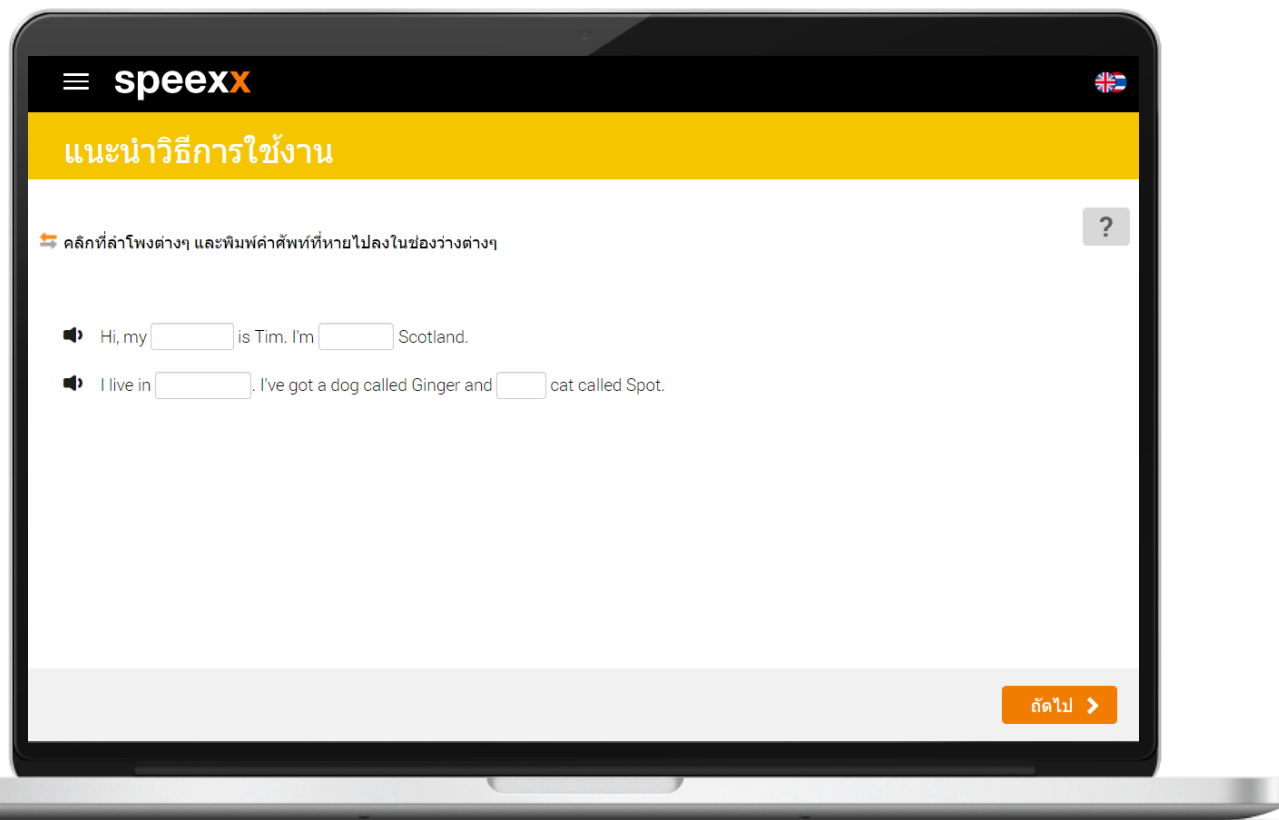 speexx
แนะนำวิธีการใช้งาน
?
คลิกที่ลำโพงต่างๆ และพิมพ์คำศัพท์ที่หายไปลงในช่องว่างต่างๆ
Hi, my is Tim. I'm Scotland.
I live in . I've got a dog called Ginger and cat called Spot.
ถัดไป